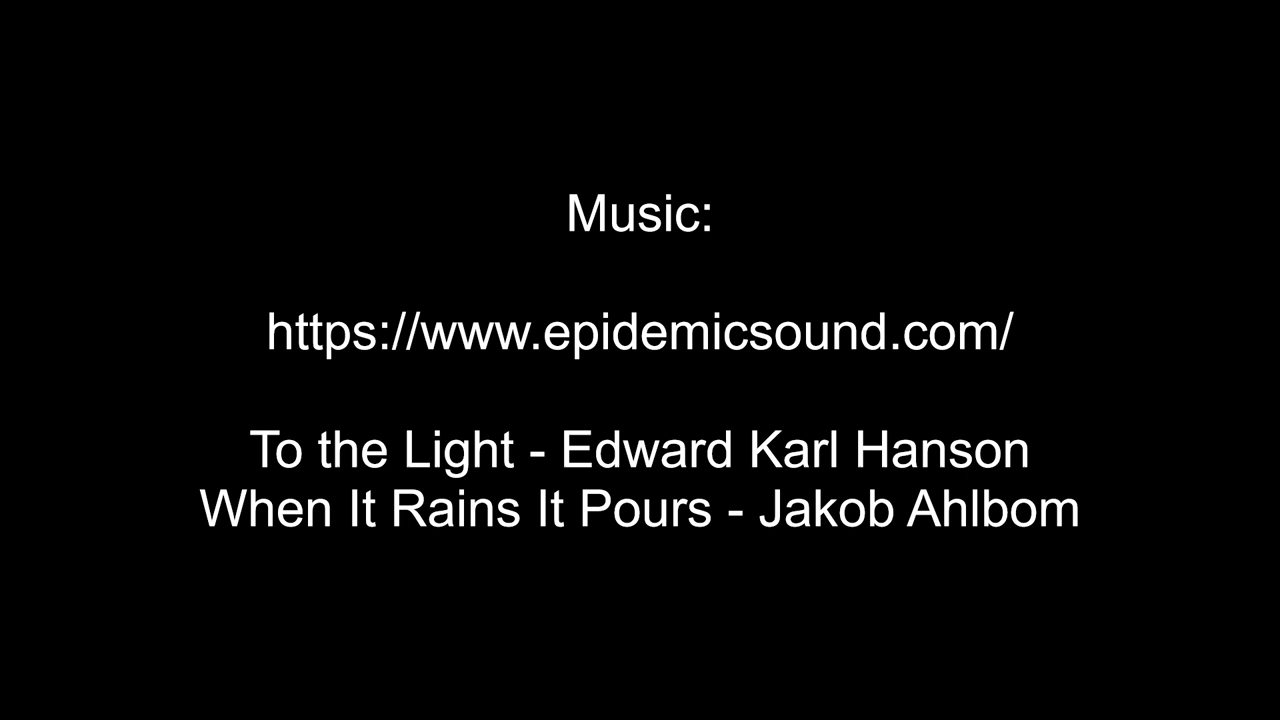 Music:
https://www.epidemicsound.com/
To the Light - Edward Karl Hanson
When It Rains It Pours - Jakob Ahlbom